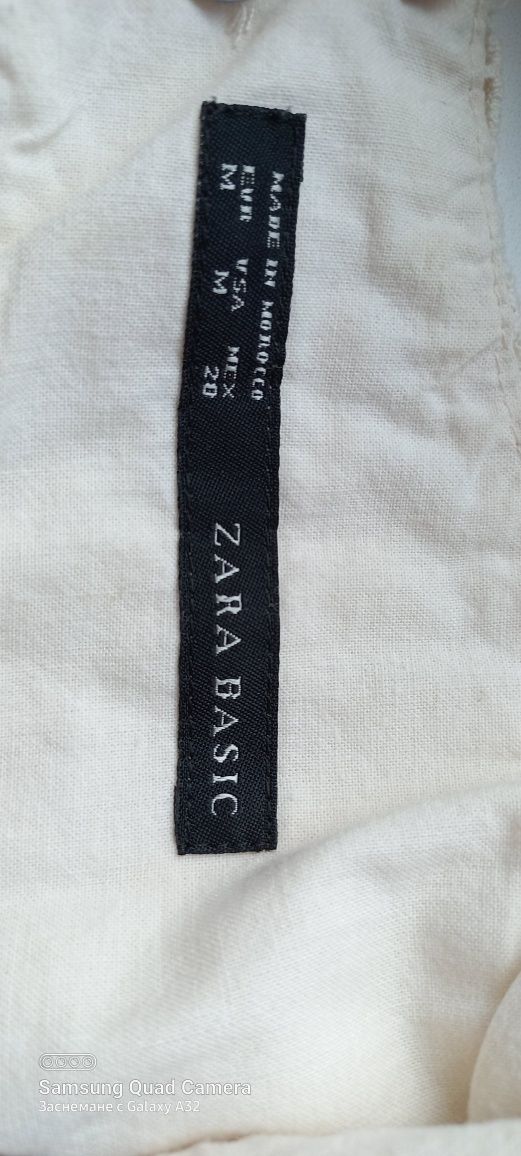 MADE IN MOROCCO
EUR USA MEX
M M 28
ZARA BASIC
Samsung Quad Camera
Заснемане с Galaxy A32